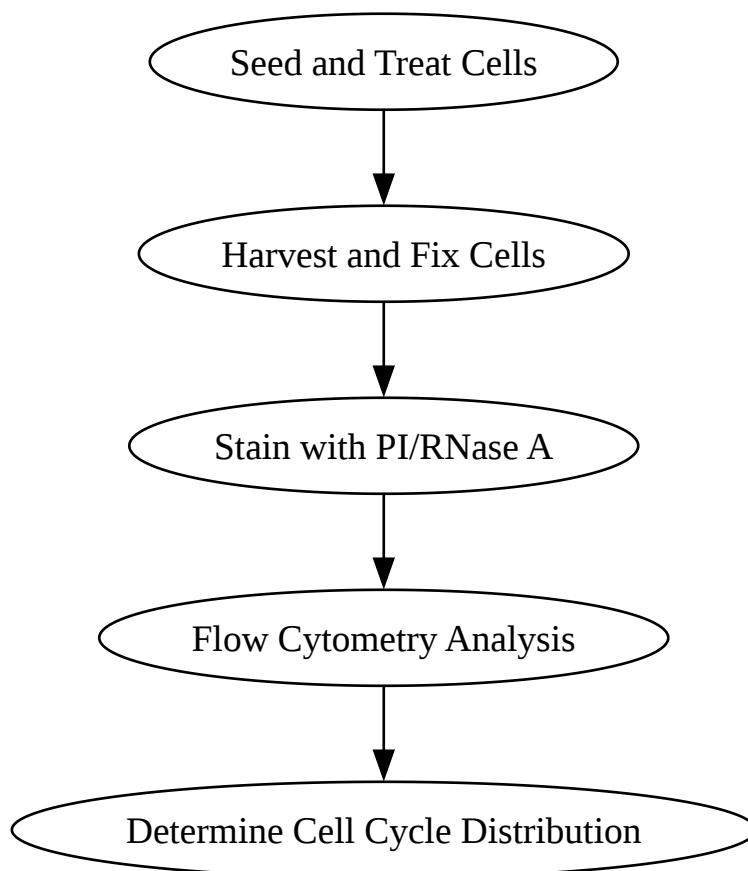 Seed and Treat Cells
Harvest and Fix Cells
Stain with PI/RNase A
Flow Cytometry Analysis
Determine Cell Cycle Distribution